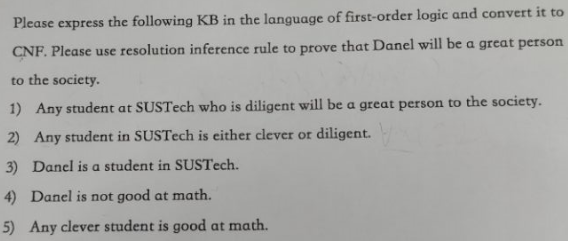 Please express the following KB in the language of first-order logic and convert it to
CNF. Please use resolution inference rule to prove that Danel will be a great person
to the society.
1) Any student at SUSTech who is diligent will be a great person to the society.
2) Any student in SUSTech is either clever or diligent.
3) Danel is a student in SUSTech.
4) Danel is not good at math.
5) Any clever student is good at math.